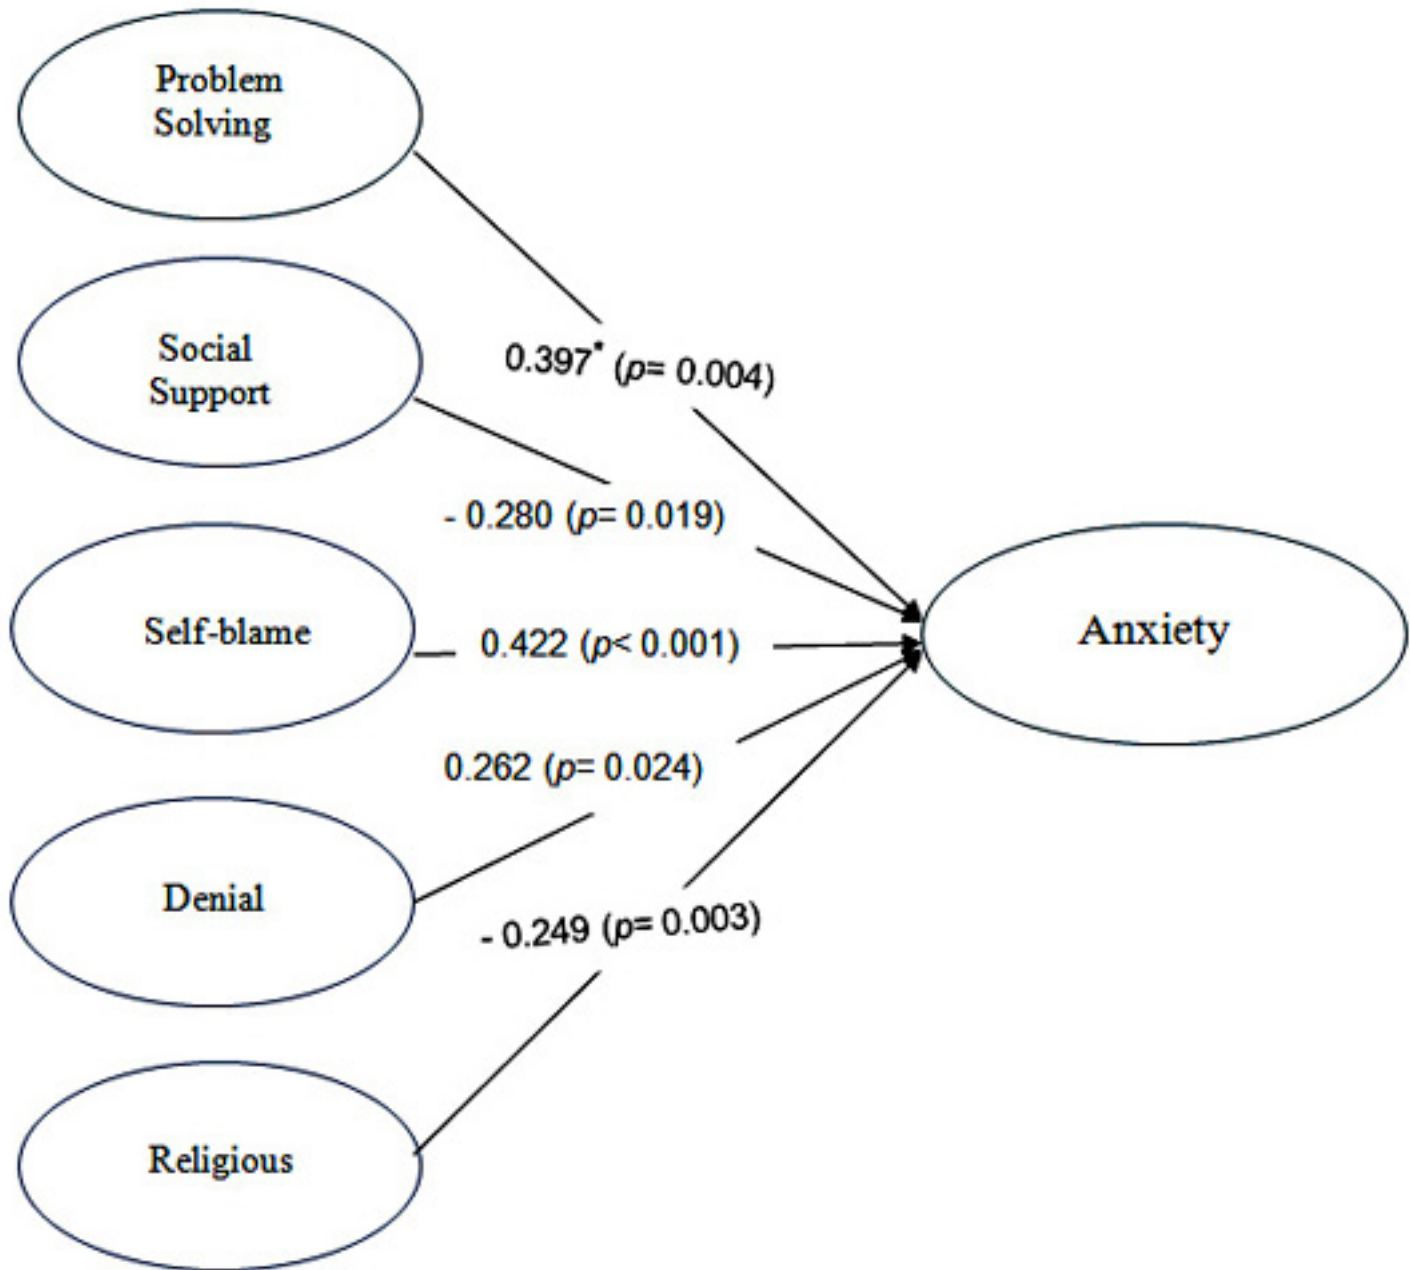 Problem
Solving
0.397* (p= 0.004)
Social
Support
- 0.280 (p= 0.019)
Self-blame
0.422 (p< 0.001)
Anxiety
0.262 (p= 0.024)
Denial
- 0.249 (p= 0.003)
Religious